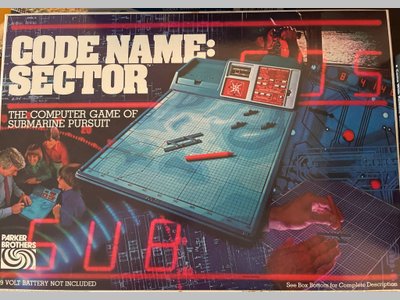 CODE NAME:
SECTOR
THE COMPUTER GAME OF
SUBMARINE PURSUIT
SUB
PARKER
BROTHERS
9 VOLT BATTERY NOT INCLUDED
See Box Bottom for Complete Description